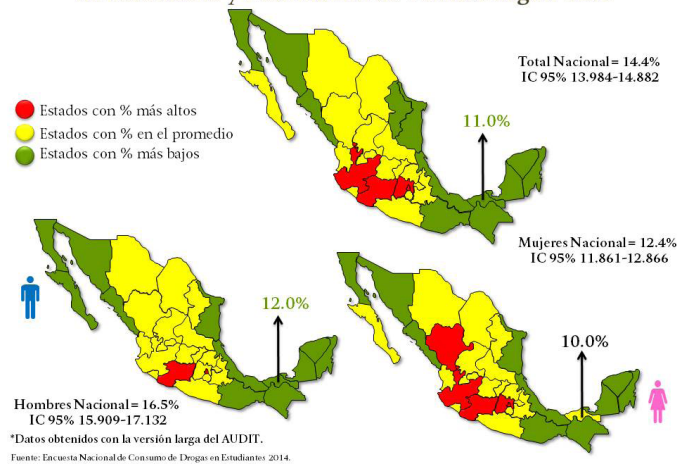 Total Nacional = 14.4%
IC 95% 13.984-14.882
Estados con % más altos
Estados con % en el promedio
Estados con % más bajos
11.0%
Mujeres Nacional = 12.4%
IC 95% 11.861-12.866
12.0%
10.0%
Hombres Nacional = 16.5%
IC 95% 15.909-17.132
*Datos obtenidos con la versión larga del AUDIT.
Fuente: Encuesta Nacional de Consumo de Drogas en Estudiantes 2014.